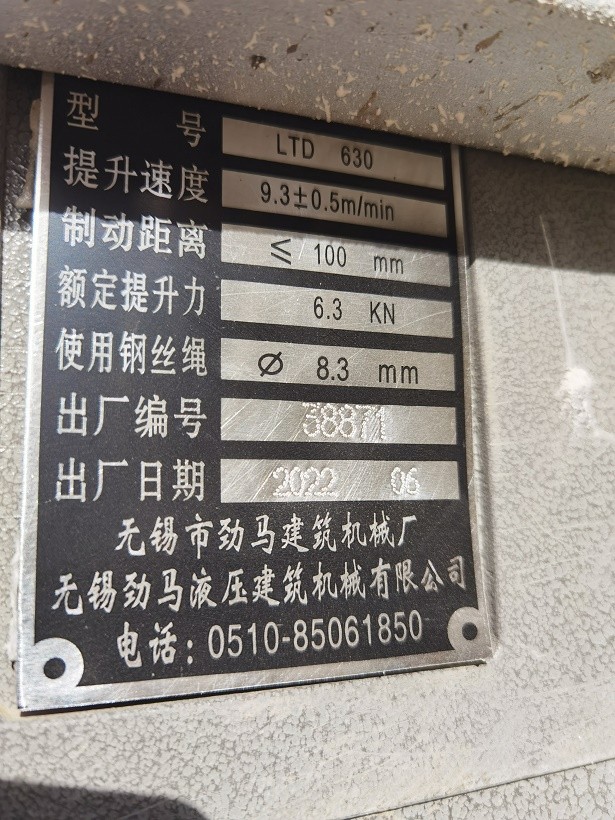 型 号 LTD 630
提升速度 9.3±0.5m/min
制动距离 ≤ 100 mm
额定提升力 6.3 KN
使用钢丝绳 Ø 8.3 mm
出厂编号 38871
出厂日期 2022 06
无锡市劲马建筑机械厂
无锡劲马液压建筑机械有限公司
电话：0510-85061850